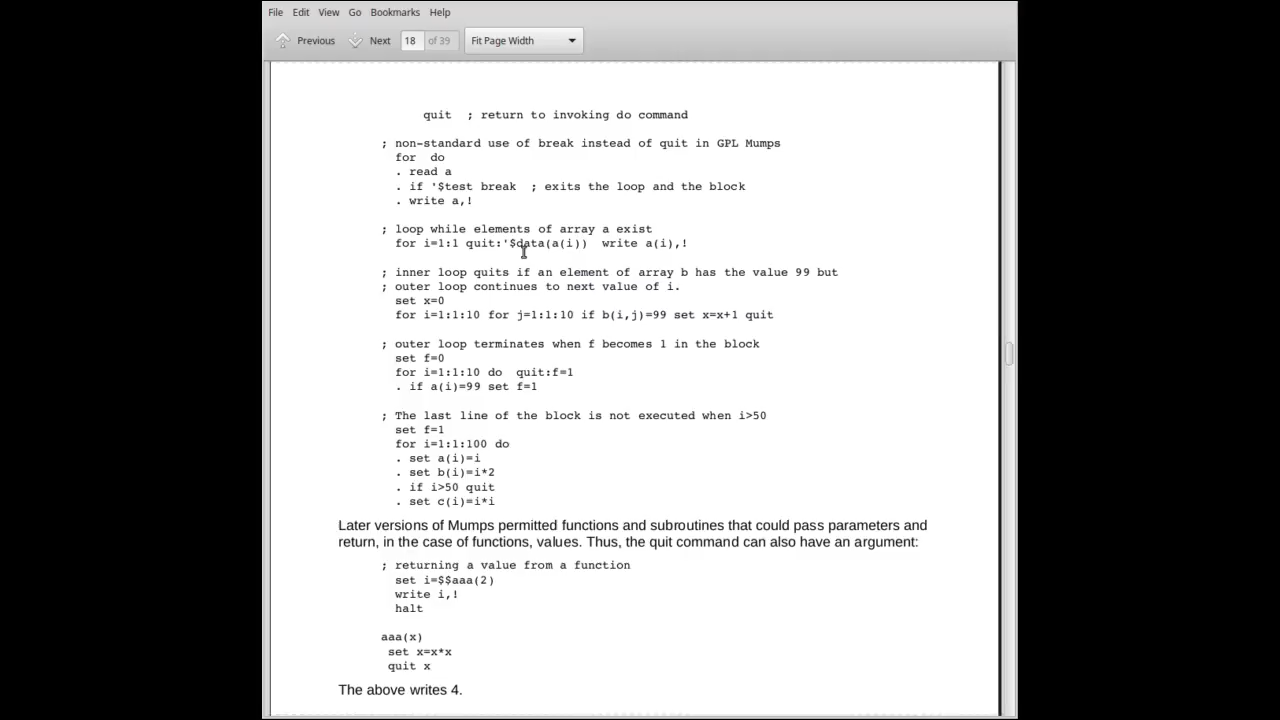 File Edit View Go Bookmarks Help
Previous Next 18 of 39 Fit Page Width
quit  ; return to invoking do command
; non-standard use of break instead of quit in GPL Mumps
for  do
. read a
. if '$test break  ; exits the loop and the block
. write a,!
; loop while elements of array a exist
for i=1:1 quit:'$data(a(i))  write a(i),!
; inner loop quits if an element of array b has the value 99 but
; outer loop continues to next value of i.
set x=0
for i=1:1:10 for j=1:1:10 if b(i,j)=99 set x=x+1 quit
; outer loop terminates when f becomes 1 in the block
set f=0
for i=1:1:10 do  quit:f=1
. if a(i)=99 set f=1
; The last line of the block is not executed when i>50
set f=1
for i=1:1:100 do
. set a(i)=i
. set b(i)=i*2
. if i>50 quit
. set c(i)=i*i
Later versions of Mumps permitted functions and subroutines that could pass parameters and
return, in the case of functions, values. Thus, the quit command can also have an argument:
; returning a value from a function
set i=$$aaa(2)
write i,!
halt
aaa(x)
set x=x*x
quit x
The above writes 4.